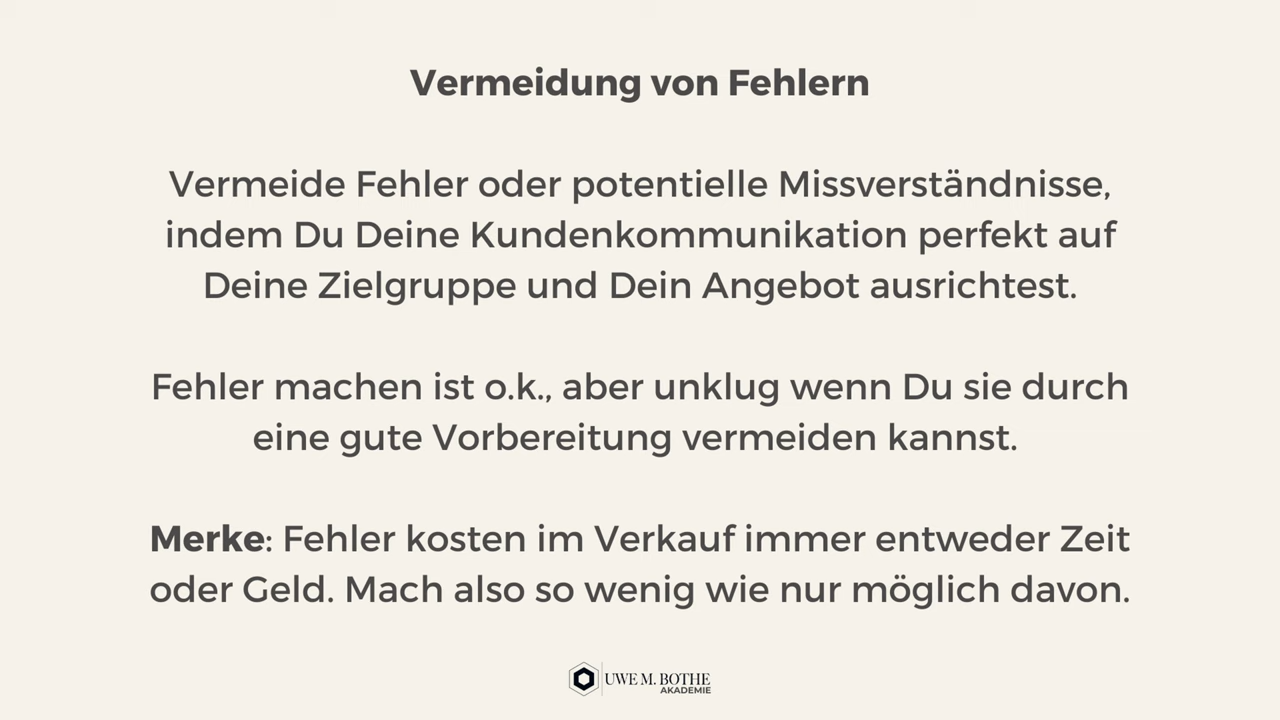 Vermeidung von Fehlern
Vermeide Fehler oder potentielle Missverständnisse,
indem Du Deine Kundenkommunikation perfekt auf
Deine Zielgruppe und Dein Angebot ausrichtest.
Fehler machen ist o.k., aber unklug wenn Du sie durch
eine gute Vorbereitung vermeiden kannst.
Merke: Fehler kosten im Verkauf immer entweder Zeit
oder Geld. Mach also so wenig wie nur möglich davon.
UWE M. BOTHE
AKADEMIE